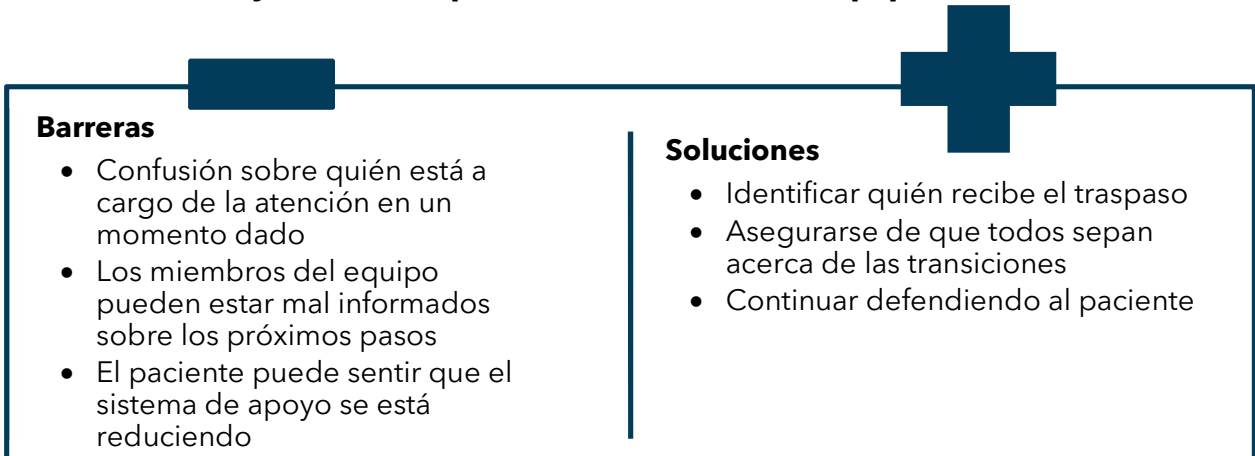 Barreras
• Confusión sobre quién está a
cargo de la atención en un
momento dado
• Los miembros del equipo
pueden estar mal informados
sobre los próximos pasos
• El paciente puede sentir que el
sistema de apoyo se está
reduciendo
Soluciones
• Identificar quién recibe el traspaso
• Asegurarse de que todos sepan
acerca de las transiciones
• Continuar defendiendo al paciente